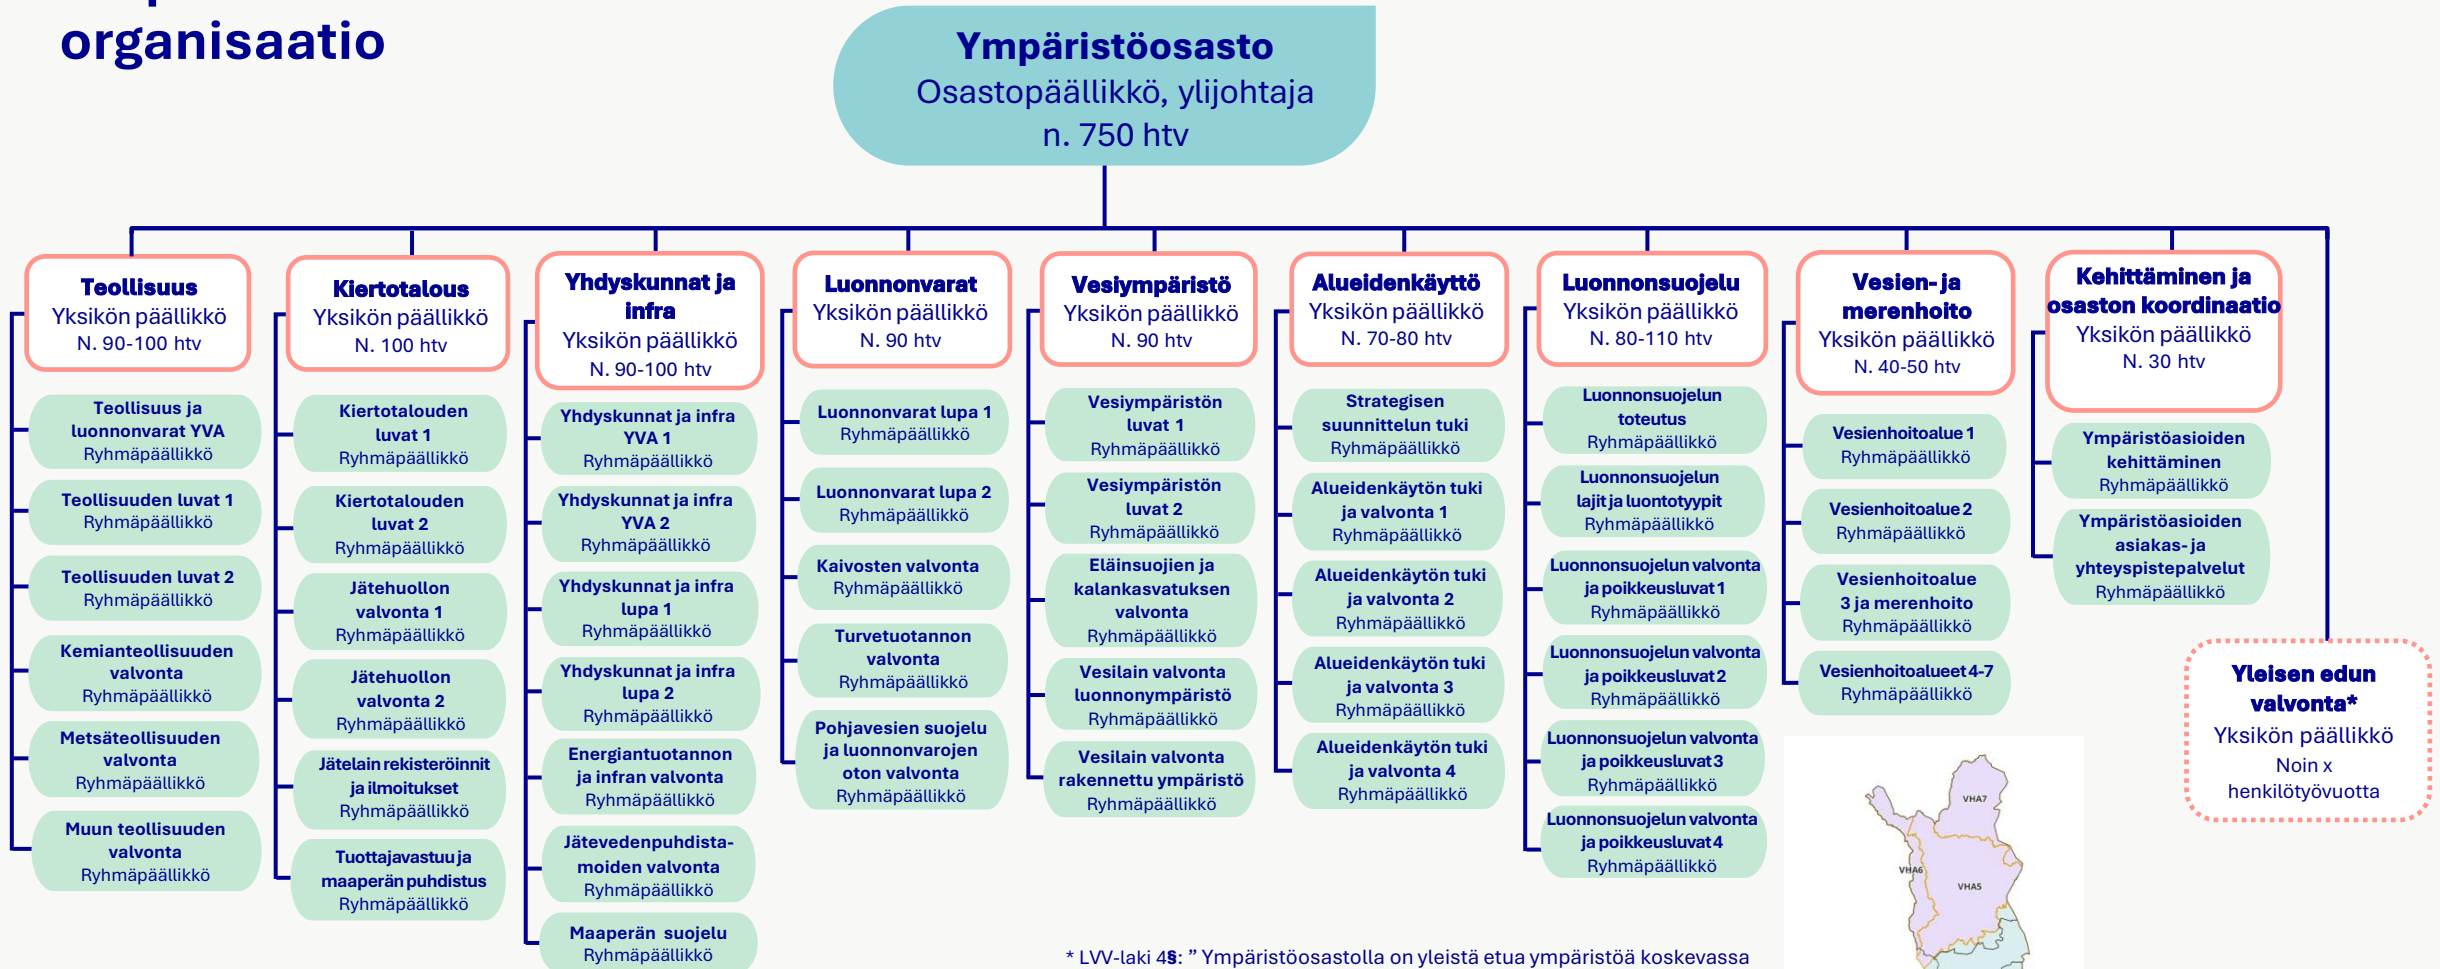 organisaatio
Ympäristöosasto
Osastopäällikkö, ylijohtaja
n. 750 htv
Teollisuus
Yksikön päällikkö
N. 90-100 htv
Teollisuus ja
luonnonvarat YVA
Ryhmäpäällikkö
Teollisuuden luvat 1
Ryhmäpäällikkö
Teollisuuden luvat 2
Ryhmäpäällikkö
Kemianteollisuuden
valvonta
Ryhmäpäällikkö
Metsäteollisuuden
valvonta
Ryhmäpäällikkö
Muun teollisuuden
valvonta
Ryhmäpäällikkö
Kiertotalous
Yksikön päällikkö
N. 100 htv
Kiertotalouden
luvat 1
Ryhmäpäällikkö
Kiertotalouden
luvat 2
Ryhmäpäällikkö
Jätehuollon
valvonta 1
Ryhmäpäällikkö
Jätehuollon
valvonta 2
Ryhmäpäällikkö
Jätelain rekisteröinnit
ja ilmoitukset
Ryhmäpäällikkö
Tuottajavastuu ja
maaperän puhdistus
Ryhmäpäällikkö
Yhdyskunnat ja
infra
Yksikön päällikkö
N. 90-100 htv
Yhdyskunnat ja infra
YVA 1
Ryhmäpäällikkö
Yhdyskunnat ja infra
YVA 2
Ryhmäpäällikkö
Yhdyskunnat ja infra
lupa 1
Ryhmäpäällikkö
Yhdyskunnat ja infra
lupa 2
Ryhmäpäällikkö
Energiantuotannon
ja infran valvonta
Ryhmäpäällikkö
Jätevedenpuhdista-
moiden valvonta
Ryhmäpäällikkö
Maaperän suojelu
Ryhmäpäällikkö
Luonnonvarat
Yksikön päällikkö
N. 90 htv
Luonnonvarat lupa 1
Ryhmäpäällikkö
Luonnonvarat lupa 2
Ryhmäpäällikkö
Kaivosten valvonta
Ryhmäpäällikkö
Turvetuotannon
valvonta
Ryhmäpäällikkö
Pohjavesien suojelu
ja luonnonvarojen
oton valvonta
Ryhmäpäällikkö
Vesiympäristö
Yksikön päällikkö
N. 90 htv
Vesiympäristön
luvat 1
Ryhmäpäällikkö
Vesiympäristön
luvat 2
Ryhmäpäällikkö
Eläinsuojien ja
kalankasvatuksen
valvonta
Ryhmäpäällikkö
Vesilain valvonta
luonnonympäristö
Ryhmäpäällikkö
Vesilain valvonta
rakennettu ympäristö
Ryhmäpäällikkö
Alueidenkäyttö
Yksikön päällikkö
N. 70-80 htv
Strategisen
suunnittelun tuki
Ryhmäpäällikkö
Alueidenkäytön tuki
ja valvonta 1
Ryhmäpäällikkö
Alueidenkäytön tuki
ja valvonta 2
Ryhmäpäällikkö
Alueidenkäytön tuki
ja valvonta 3
Ryhmäpäällikkö
Alueidenkäytön tuki
ja valvonta 4
Ryhmäpäällikkö
Luonnonsuojelu
Yksikön päällikkö
N. 80-110 htv
Luonnonsuojelun
toteutus
Ryhmäpäällikkö
Luonnonsuojelun
lajit ja luontotyypit
Ryhmäpäällikkö
Luonnonsuojelun valvonta
ja poikkeusluvat 1
Ryhmäpäällikkö
Luonnonsuojelun valvonta
ja poikkeusluvat 2
Ryhmäpäällikkö
Luonnonsuojelun valvonta
ja poikkeusluvat 3
Ryhmäpäällikkö
Luonnonsuojelun valvonta
ja poikkeusluvat 4
Ryhmäpäällikkö
Vesien- ja
merenhoito
Yksikön päällikkö
N. 40-50 htv
Vesienhoitoalue 1
Ryhmäpäällikkö
Vesienhoitoalue 2
Ryhmäpäällikkö
Vesienhoitoalue
3 ja merenhoito
Ryhmäpäällikkö
Vesienhoitoalueet 4-7
Ryhmäpäällikkö
Kehittäminen ja
osaston koordinaatio
Yksikön päällikkö
N. 30 htv
Ympäristöasioiden
kehittäminen
Ryhmäpäällikkö
Ympäristöasioiden
asiakas- ja
yhteyspistepalvelut
Ryhmäpäällikkö
Yleisen edun
valvonta*
Yksikön päällikkö
Noin x
henkilötyövuotta
VHA7
VHA6
VHA5
* LVV-laki 4§: ” Ympäristöosastolla on yleistä etua ympäristöä koskevassa